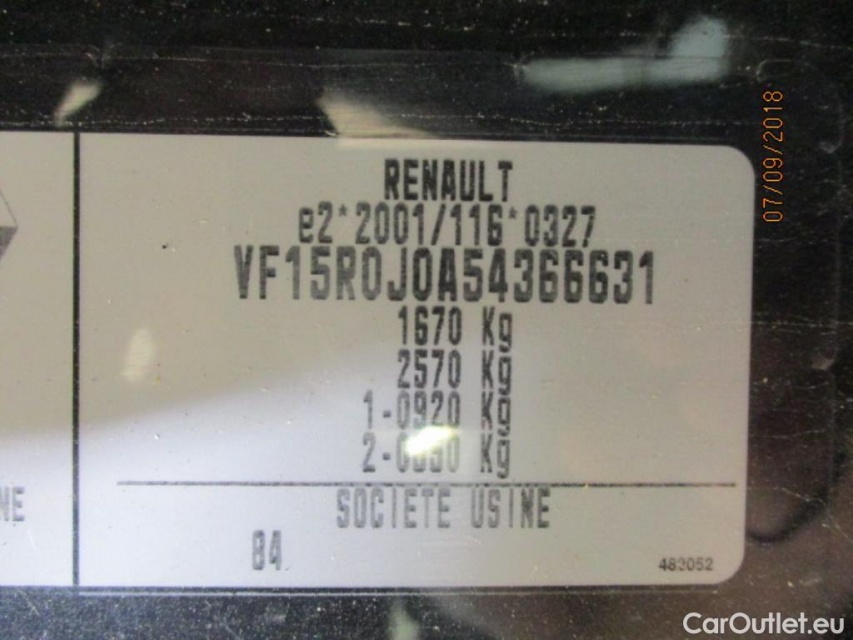 RENAULT
e2*2001/116*0327
VF15R0J0A54366631
1670 Kg
2570 Kg
1-0920 Kg
2- Kg
SOCIETE USINE
84
483052
NE
07/09/2018
CarOutlet.eu